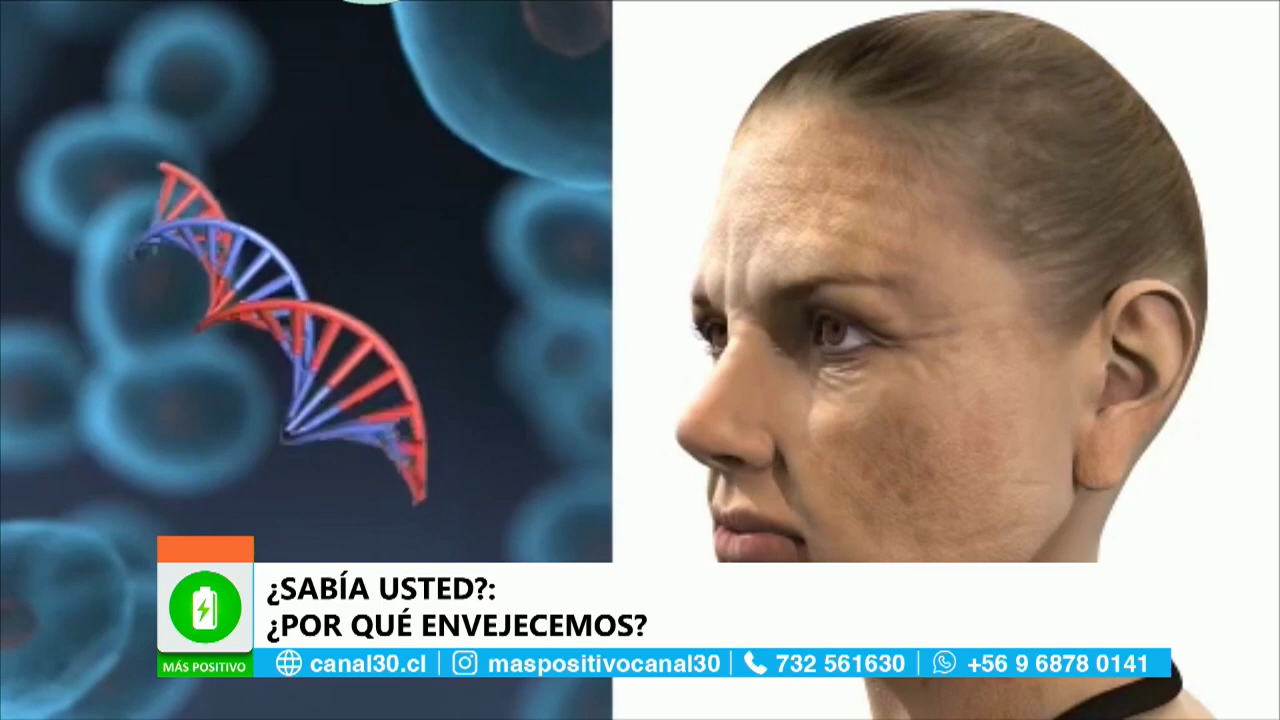 ¿SABÍA USTED?:
¿POR QUÉ ENVEJECEMOS?
MÁS POSITIVO
canal30.cl | maspositivocanal30 | 732 561630 | +56 9 6878 0141